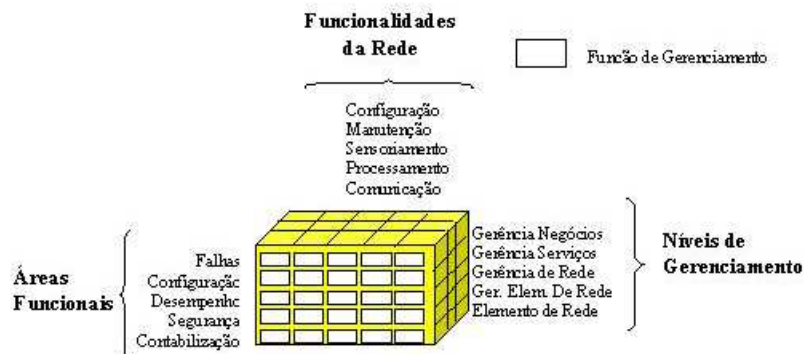 Funcionalidades
da Rede
Funcão de Gerenciamento
Configuração
Manutenção
Sensoriamento
Processamento
Comunicação
Áreas
Funcionais
Falhas
Configuraçãc
Desempenhc
Segurança
Contabilização
Gerência Negócios
Gerência Serviços
Gerência de Rede
Ger. Elem. De Rede
Elemento de Rede
Níveis de
Gerenciamento